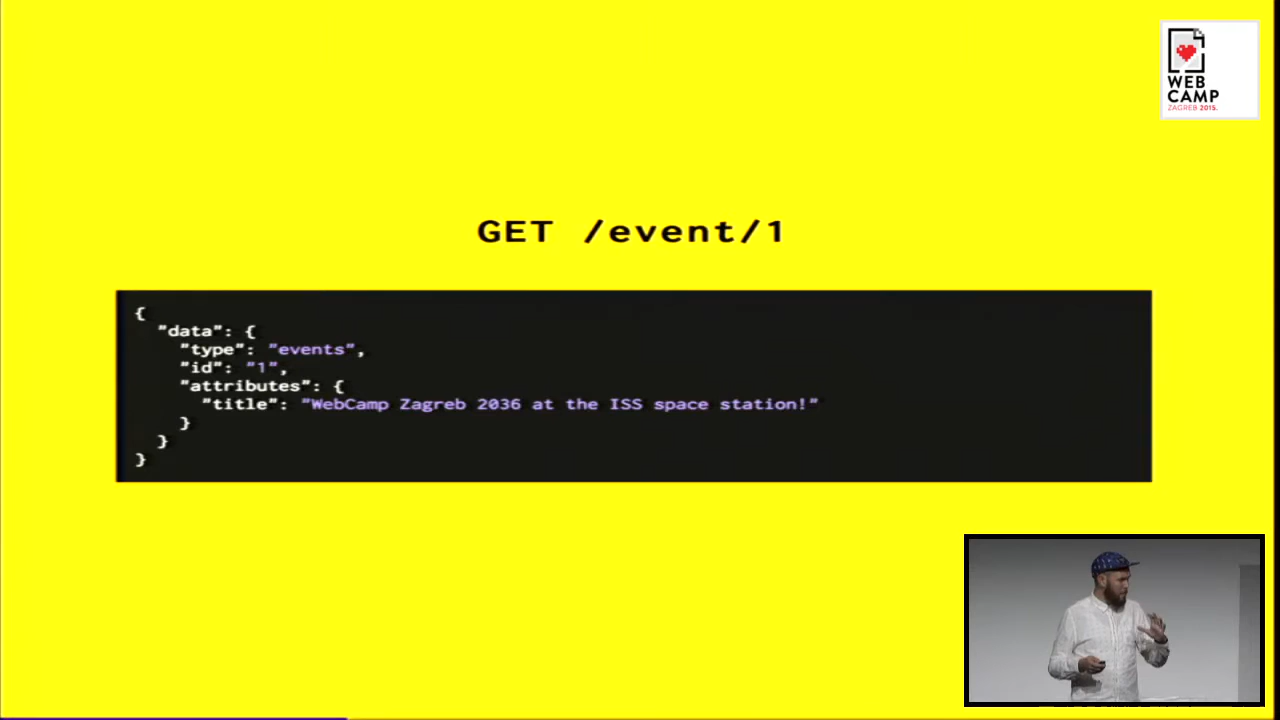 WEB
CAMP
ZAGREB 2015.
GET /event/1
{
"data": {
"type": "events",
"id": "1",
"attributes": {
"title": "WebCamp Zagreb 2036 at the ISS space station!"
}
}
}